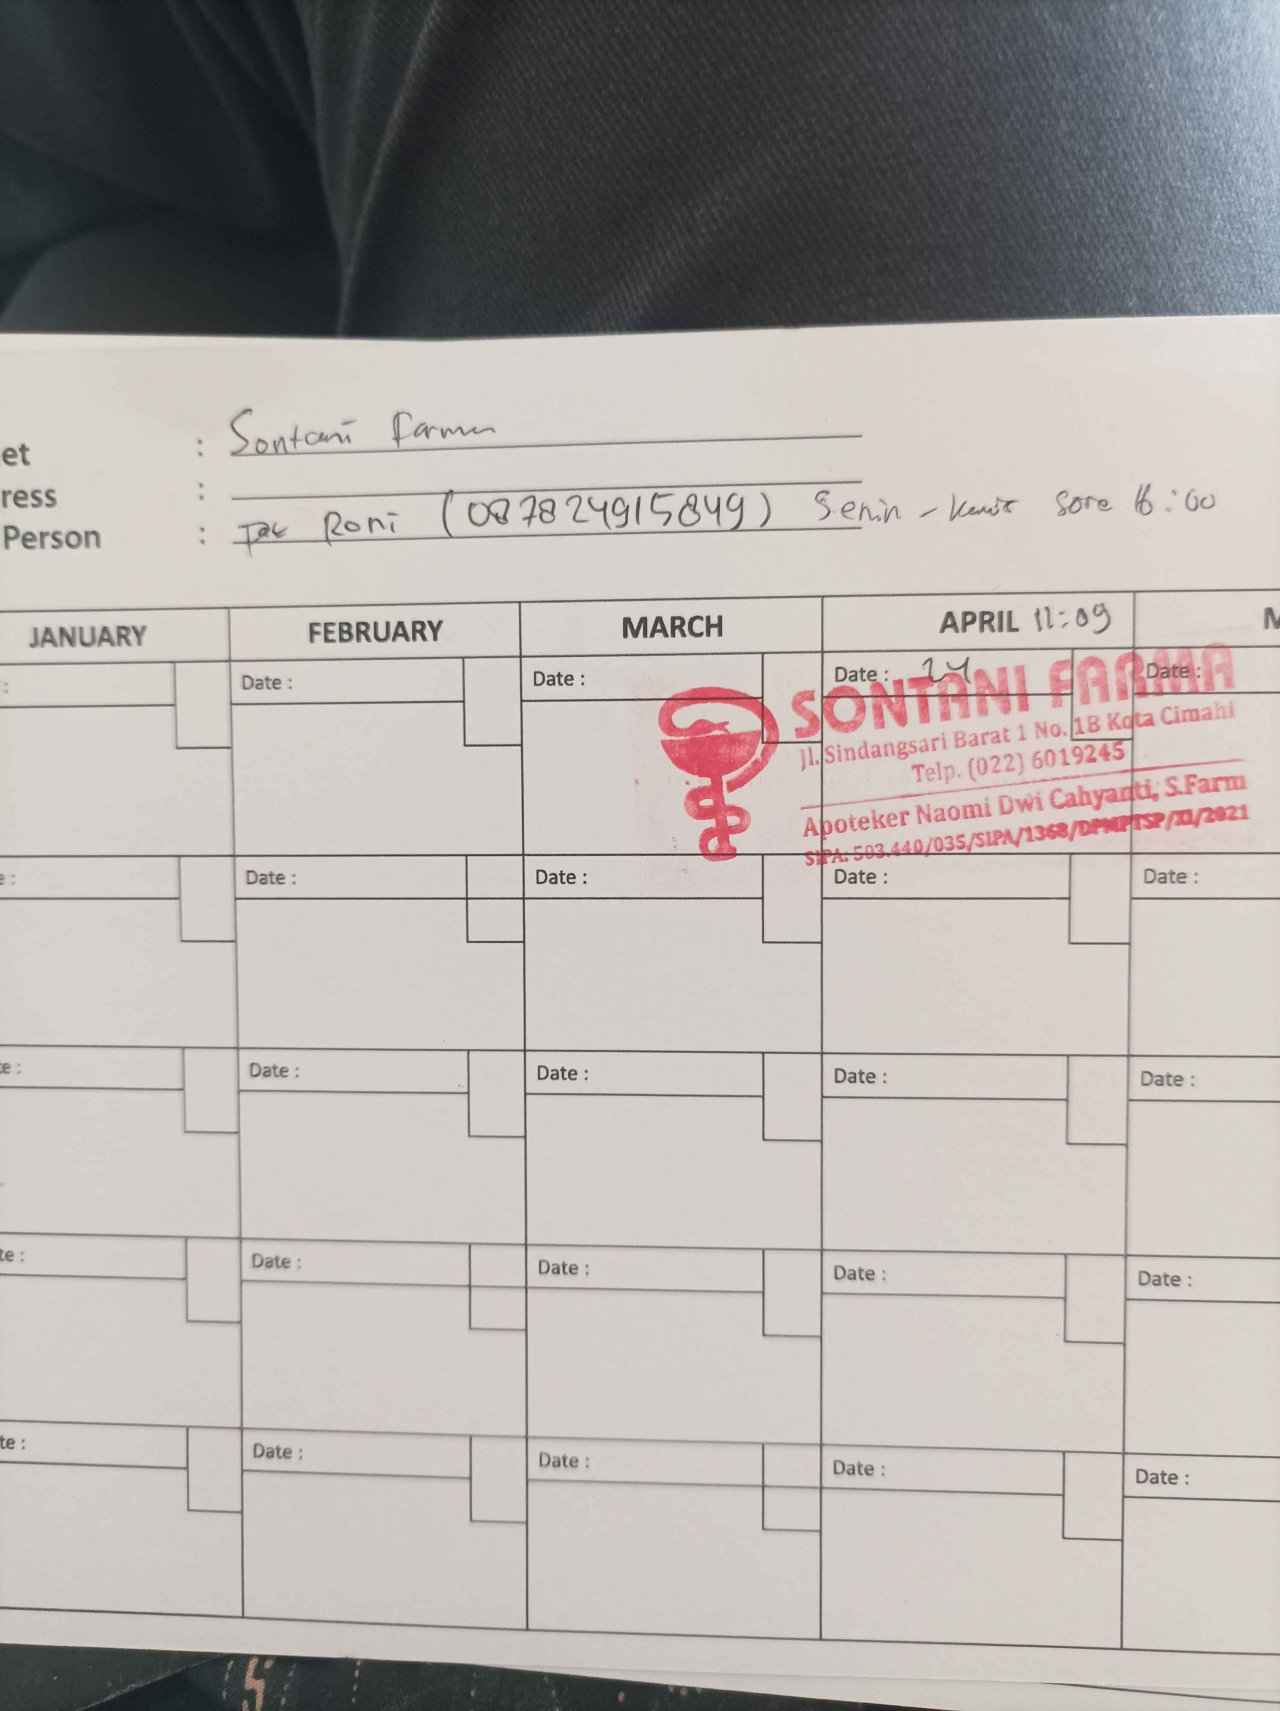 et : Sontani Farma
ress :
Person : Pak Roni (087824915849) Senin - Kamis Sore 16:00
JANUARY FEBRUARY MARCH APRIL 11:09 M
: Date : Date : Date : 24 Date :
SONTANI FARMA
Jl. Sindangsari Barat 1 No. 1B Kota Cimahi
Telp. (022) 6019245
Apoteker Naomi Dwi Cahyanti, S.Farm
SIPA: 503.440/035/SIPA/1368/DPMPTSP/XI/2021
e : Date : Date : Date : Date :
te : Date : Date : Date : Date :
te : Date : Date : Date : Date :
te : Date : Date : Date : Date :